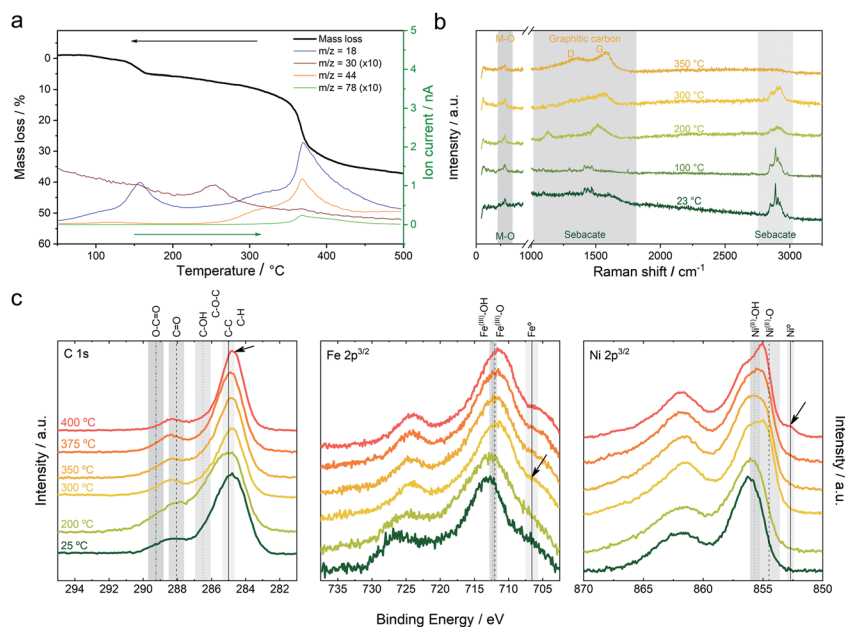 a
Mass loss / %
0
10
20
30
40
50
60
Mass loss
m/z = 18
m/z = 30 (x10)
m/z = 44
m/z = 78 (x10)
5
4
3
2
1
0
Ion current / nA
100
200
300
400
500
Temperature / °C
b
Intensity / a.u.
M-O
Graphitic carbon
D
G
350 °C
300 °C
200 °C
100 °C
23 °C
M-O
Sebacate
Sebacate
400
1000
1500
2000
2500
3000
Raman shift / cm⁻¹
c
O-C=O
C=O
C-OH
C-O-C
C-C
C-H
C 1s
400 °C
375 °C
350 °C
300 °C
200 °C
25 °C
Intensity / a.u.
294
292
290
288
286
284
282
Fe⁽ᴵᴵᴵ⁾-OH
Fe⁽ᴵᴵᴵ⁾-O
Fe⁰
Fe 2p³/²
737
730
725
720
715
710
705
Ni⁽ᴵᴵ⁾-OH
Ni⁽ᴵᴵ⁾-O
Ni⁰
Ni 2p³/²
870
865
860
855
850
Intensity / a.u.
Binding Energy / eV